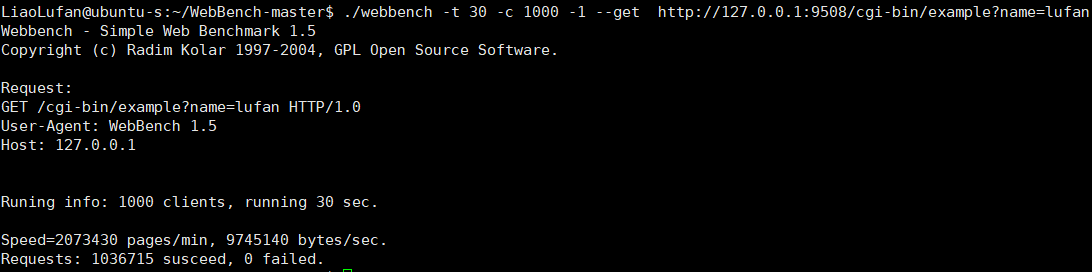 LiaoLufan@ubuntu-s:~/WebBench-master$ ./webbench -t 30 -c 1000 -1 --get  http://127.0.0.1:9508/cgi-bin/example?name=lufan
Webbench - Simple Web Benchmark 1.5
Copyright (c) Radim Kolar 1997-2004, GPL Open Source Software.
Request:
GET /cgi-bin/example?name=lufan HTTP/1.0
User-Agent: WebBench 1.5
Host: 127.0.0.1
Runing info: 1000 clients, running 30 sec.
Speed=2073430 pages/min, 9745140 bytes/sec.
Requests: 1036715 susceed, 0 failed.